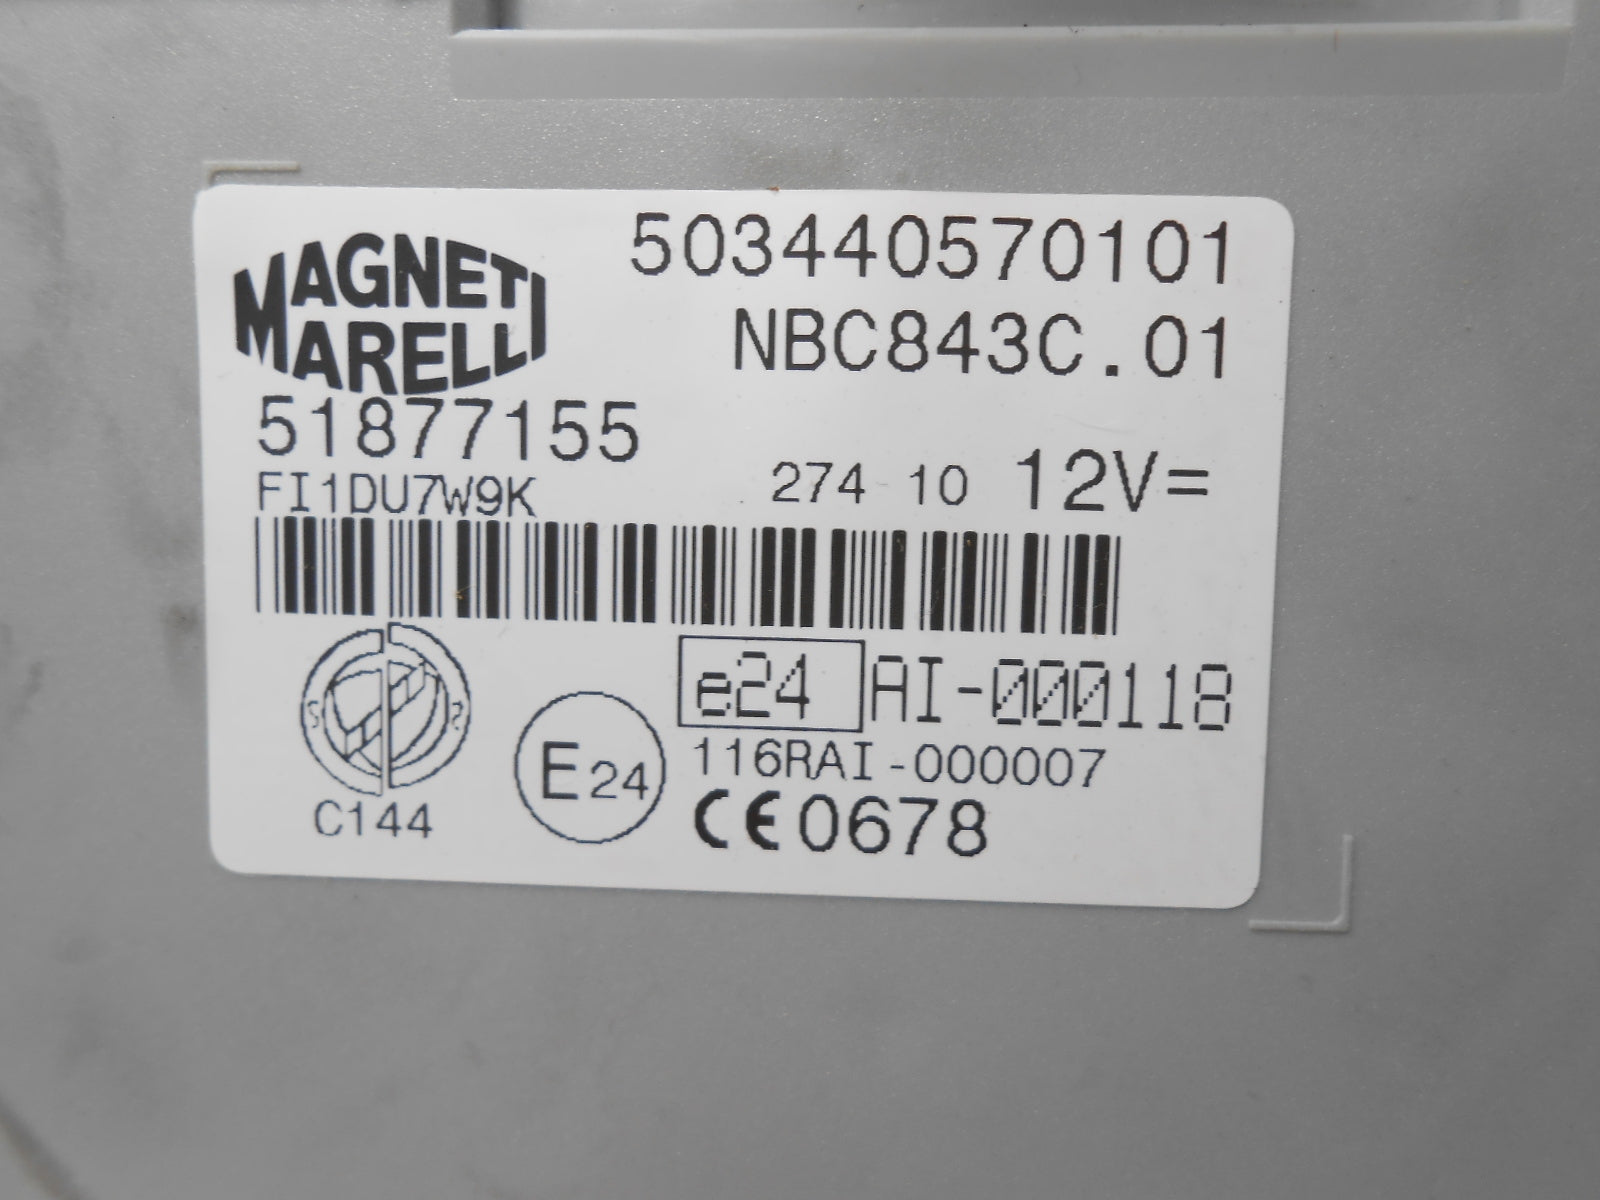 MAGNETI
MARELLI
503440570101
NBC843C.01
51877155
FI1DU7W9K
274 10 12V=
e24 AI-000118
E24
116RAI-000007
C144
CE0678